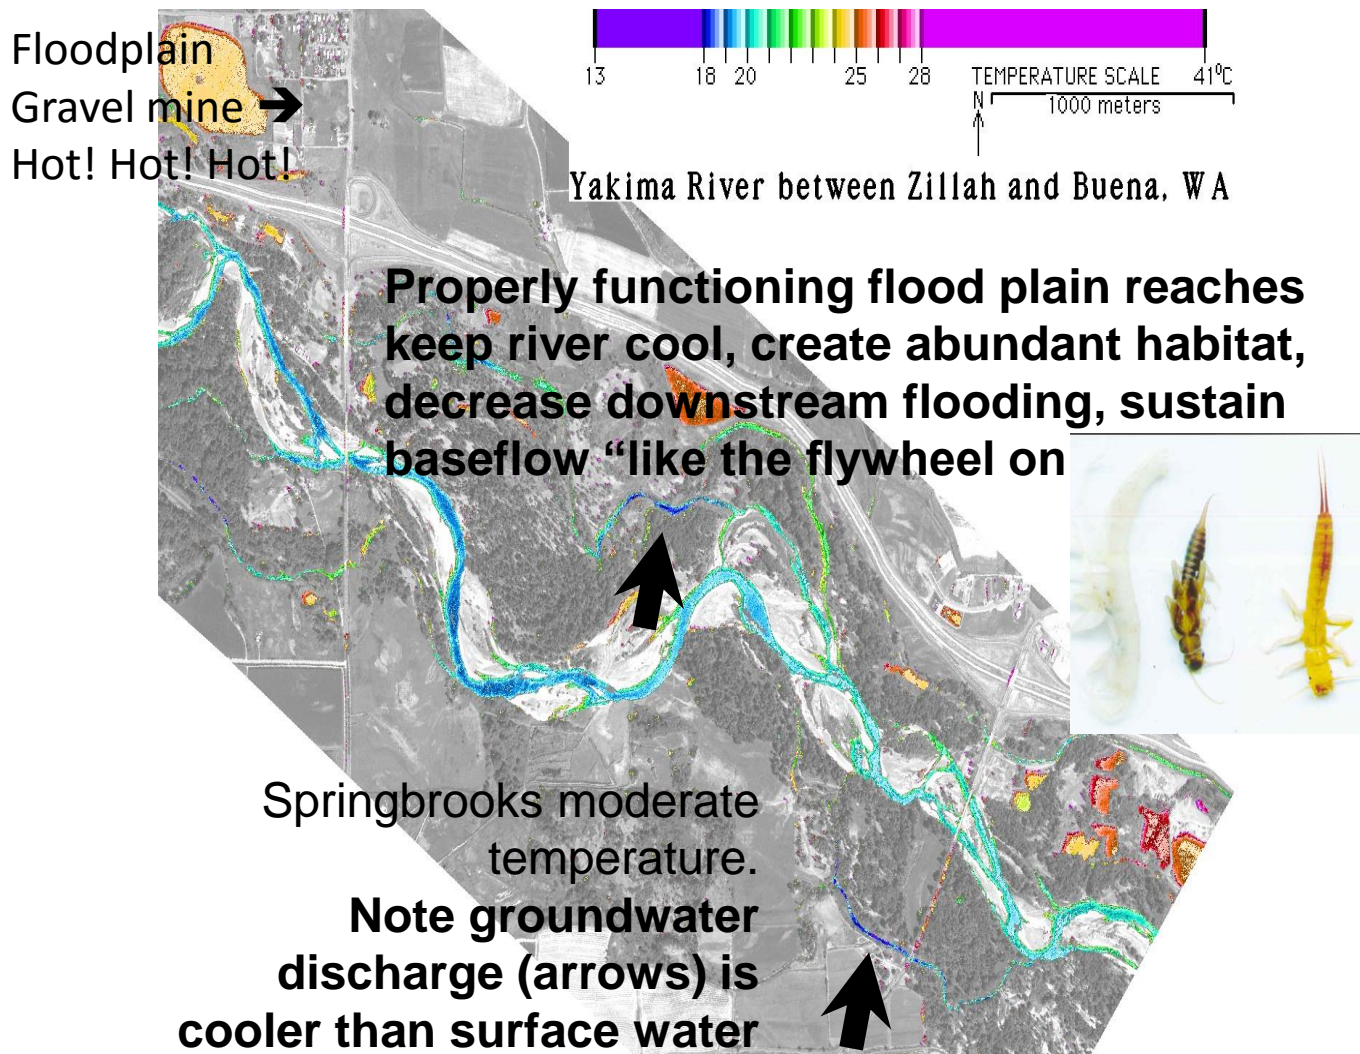 Floodplain
Gravel mine ➔
Hot! Hot! Hot!
13 18 20 25 28 41⁰C
TEMPERATURE SCALE
N
1000 meters
Yakima River between Zillah and Buena, WA
Properly functioning flood plain reaches
keep river cool, create abundant habitat,
decrease downstream flooding, sustain
baseflow “like the flywheel on
Springbrooks moderate
temperature.
Note groundwater
discharge (arrows) is
cooler than surface water